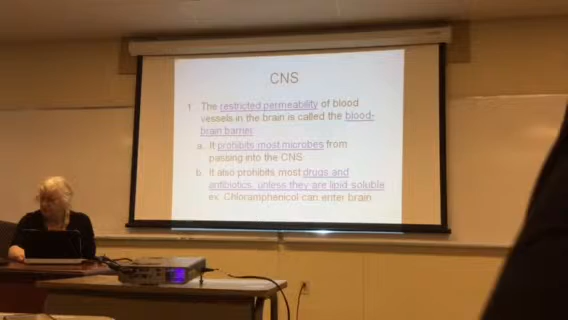 CNS
1. The restricted permeability of blood
vessels in the brain is called the blood-
brain barrier
a. It prohibits most microbes from
passing into the CNS
b. It also prohibits most drugs and
antibiotics, unless they are lipid-soluble
ex. Chloramphenicol can enter brain